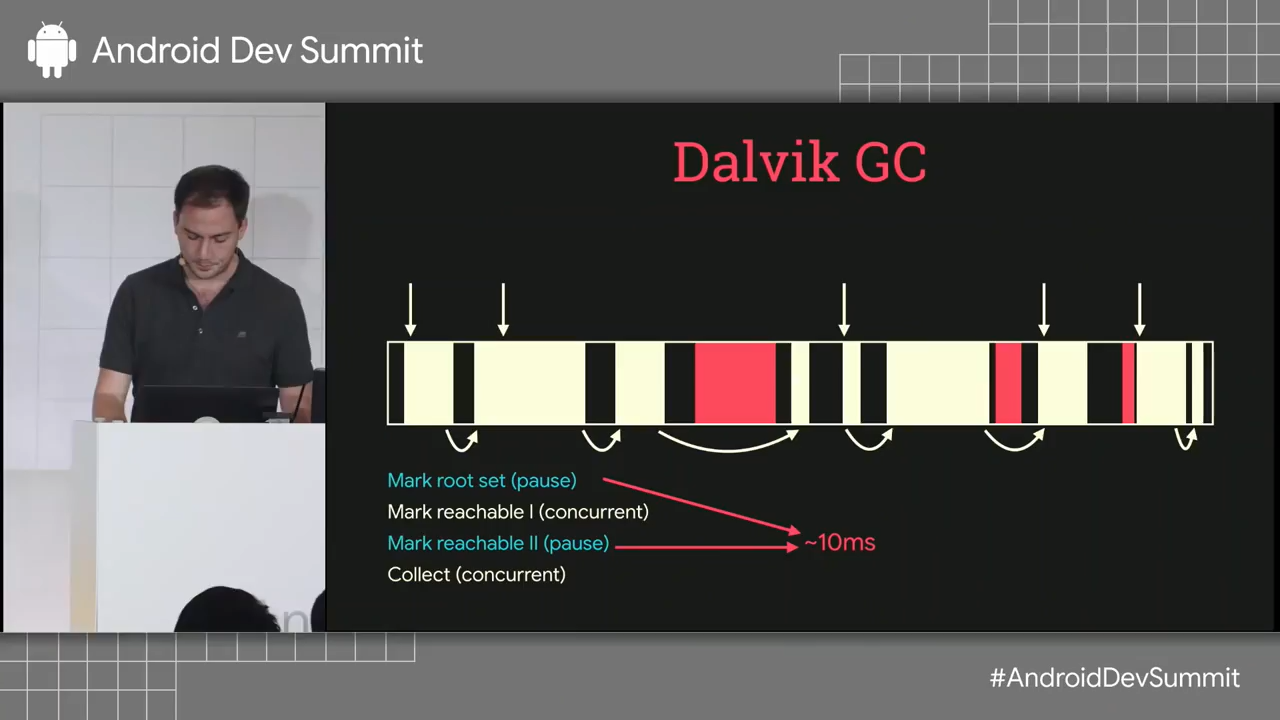 Android Dev Summit
Dalvik GC
Mark root set (pause)
Mark reachable I (concurrent)
Mark reachable II (pause)
~10ms
Collect (concurrent)
#AndroidDevSummit